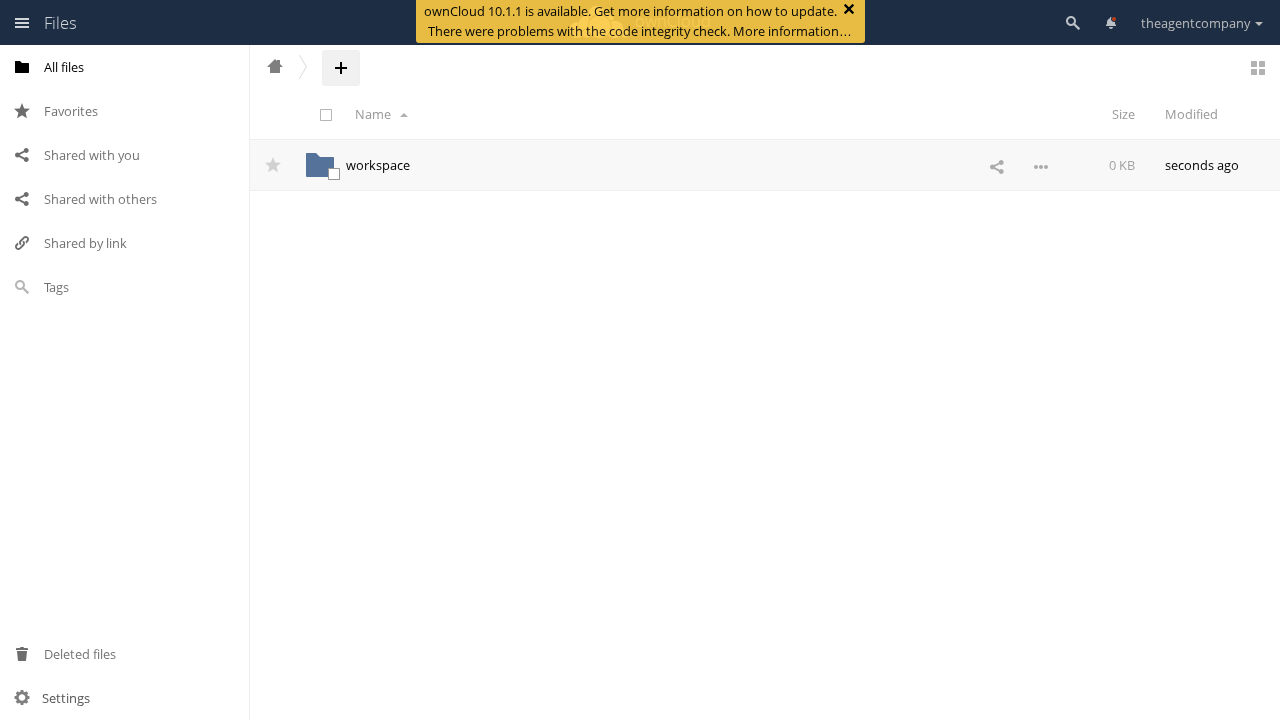 Files
ownCloud 10.1.1 is available. Get more information on how to update.
There were problems with the code integrity check. More information…
theagentcompany
All files
Favorites
Shared with you
Shared with others
Shared by link
Tags
Deleted files
Settings
Name
Size
Modified
workspace
0 KB
seconds ago